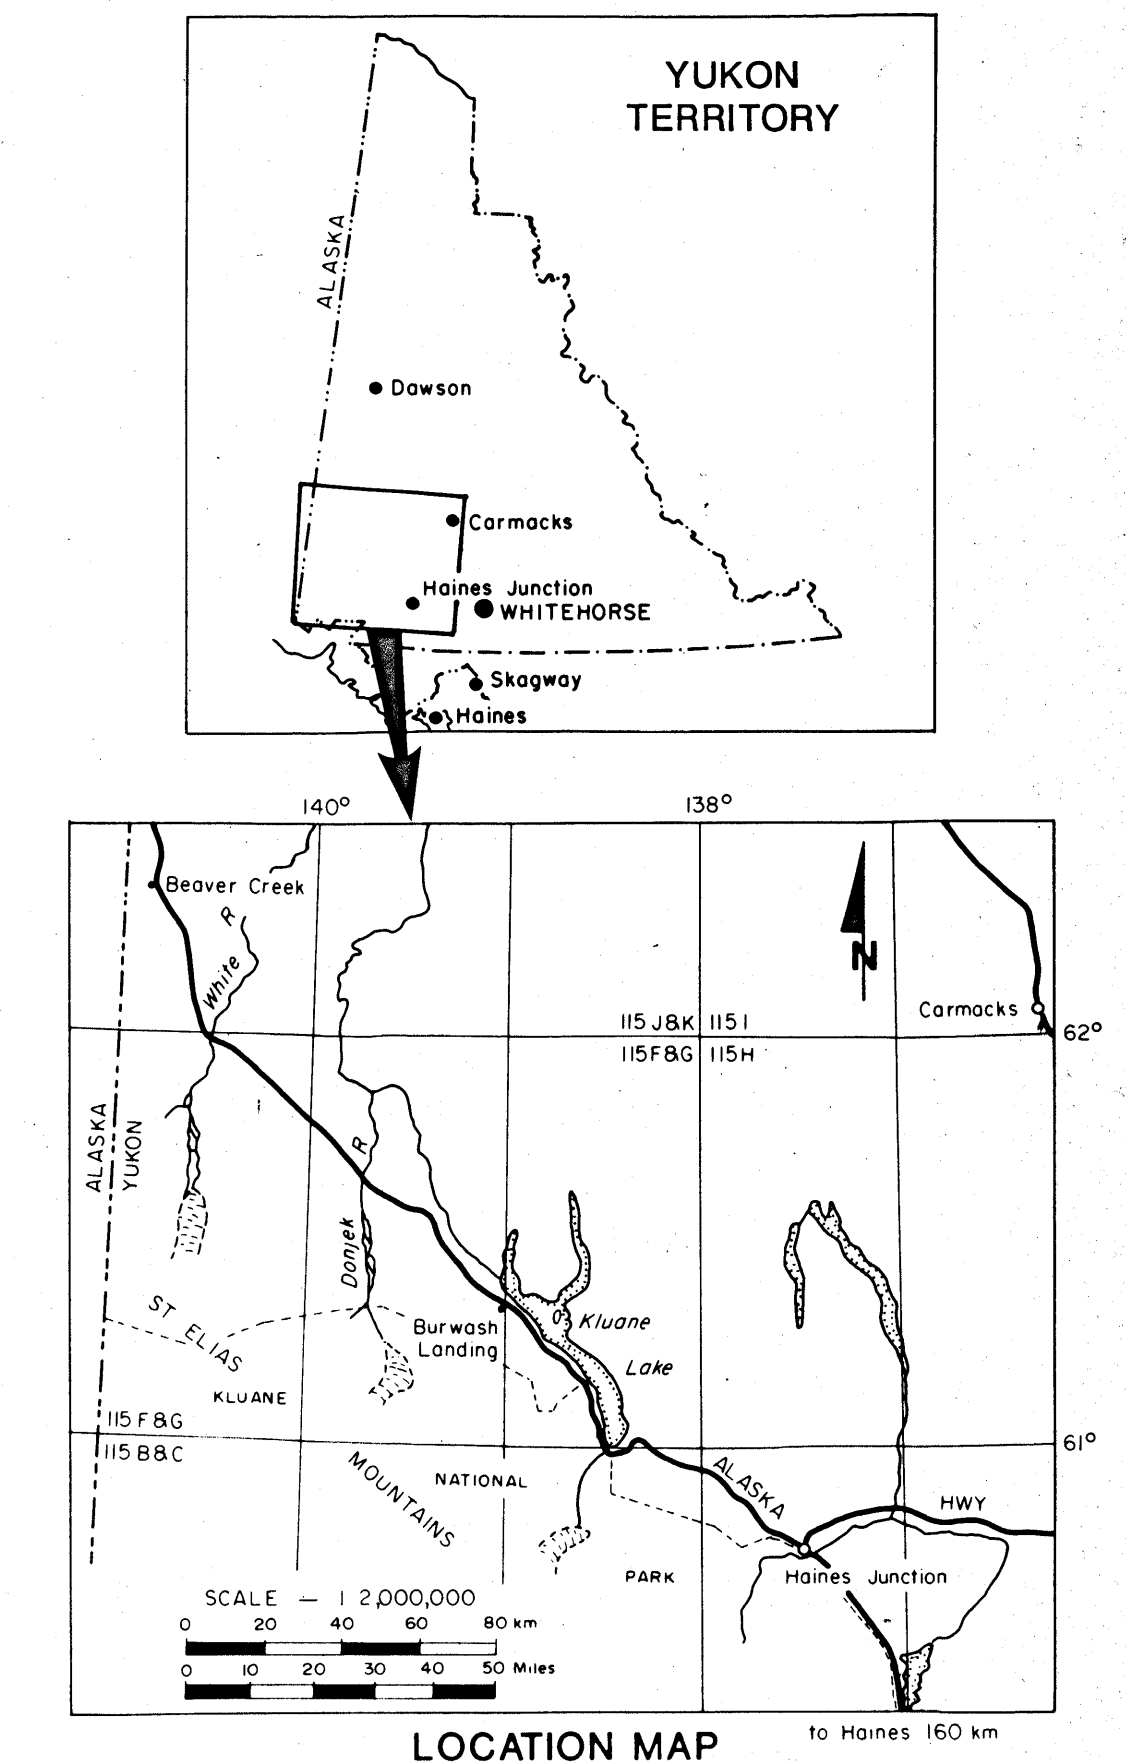 YUKON
TERRITORY
ALASKA
Dawson
Carmacks
Haines Junction
WHITEHORSE
Skagway
Haines
140°
138°
Beaver Creek
White R
N
Carmacks
115 J&K
115 I
62°
115 F&G
115 H
ALASKA
YUKON
Donjek R
ST ELIAS
Burwash
Landing
Kluane
Lake
KLUANE
115 F&G
115 B&C
61°
MOUNTAINS
NATIONAL
ALASKA
HWY
PARK
Haines Junction
SCALE — 1 2,000,000
0 20 40 60 80 km
0 10 20 30 40 50 Miles
to Haines 160 km
LOCATION MAP